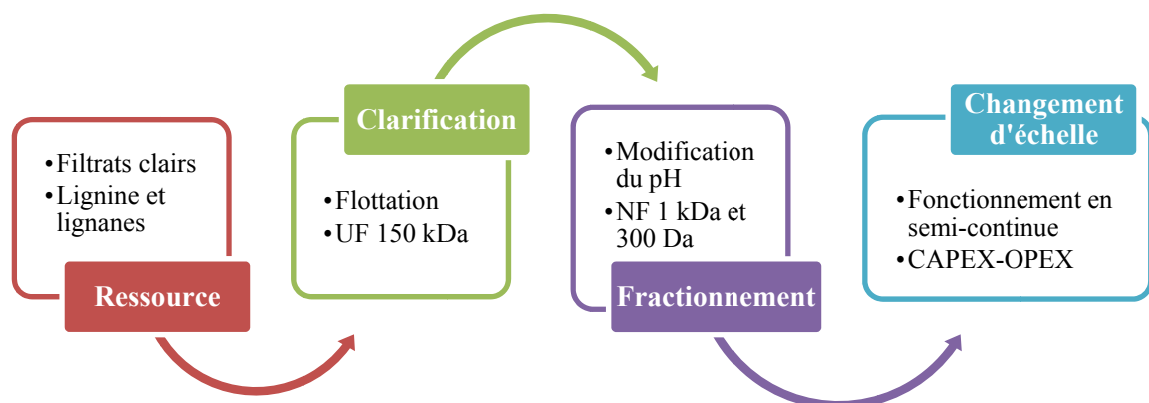 •Filtrats clairs
•Lignine et
lignanes
Ressource
Clarification
•Flottation
•UF 150 kDa
•Modification
du pH
•NF 1 kDa et
300 Da
Fractionnement
Changement
d'échelle
•Fonctionnement en
semi-continue
•CAPEX-OPEX